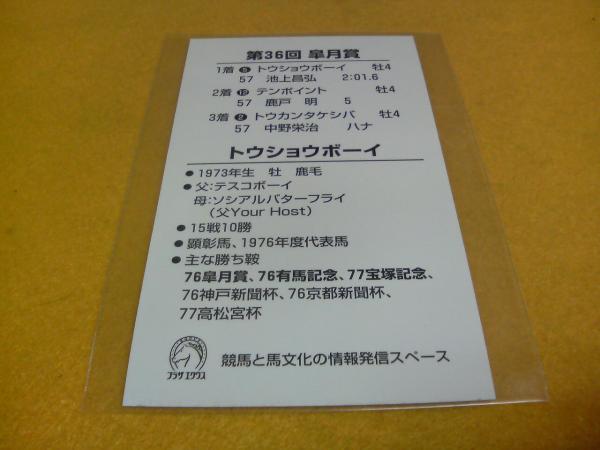 第36回 皐月賞
1着 ❺ トウショウボーイ 牡4
57 池上昌弘 2:01.6
2着 ⓬ テンポイント 牡4
57 鹿戸 明 5
3着 ❷ トウカンタケシバ 牡4
57 中野栄治 ハナ
トウショウボーイ
●1973年生 牡 鹿毛
●父:テスコボーイ
母:ソシアルバターフライ
(父Your Host)
●15戦10勝
●顕彰馬、1976年度代表馬
●主な勝ち鞍
76皐月賞、76有馬記念、77宝塚記念、
76神戸新聞杯、76京都新聞杯、
77高松宮杯
プラザエクウス
競馬と馬文化の情報発信スペース